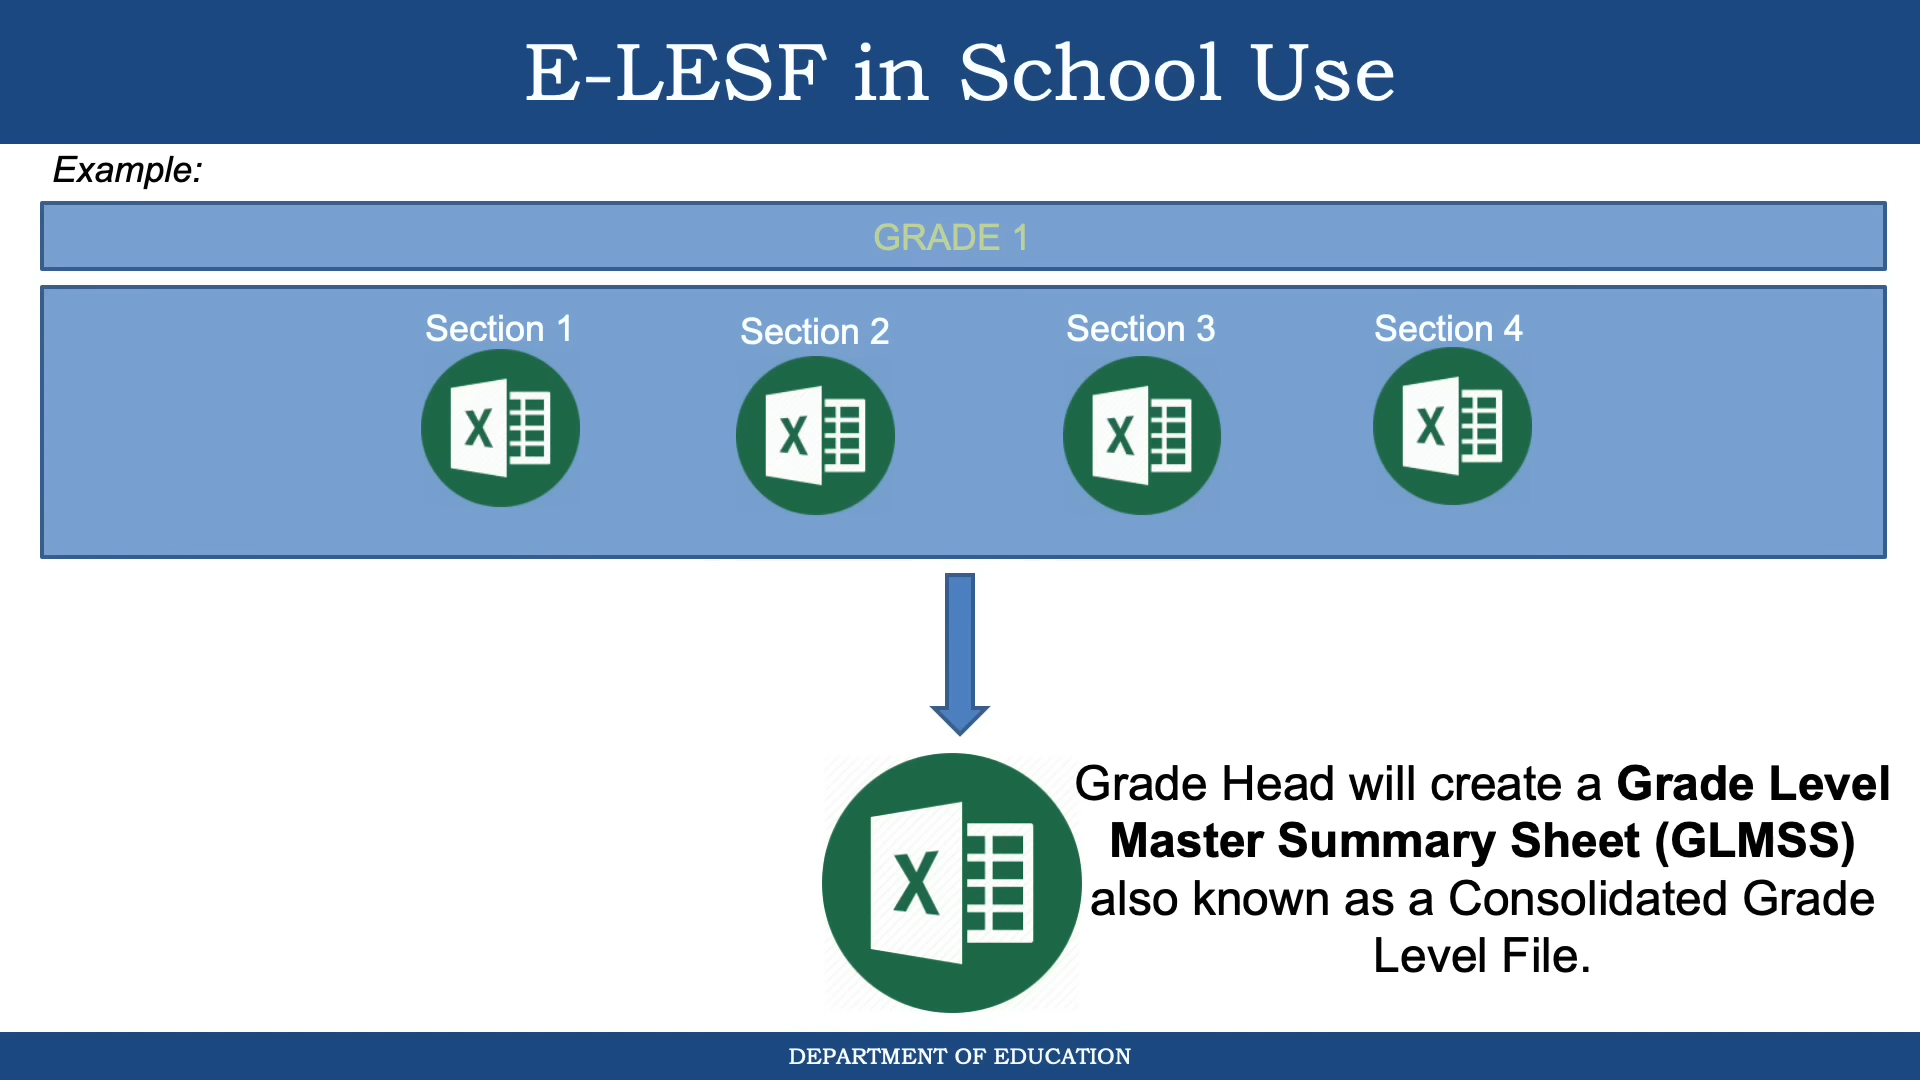 E-LESF in School Use
Example:
GRADE 1
Section 1
Section 2
Section 3
Section 4
X
X
X
X
X
Grade Head will create a Grade Level
Master Summary Sheet (GLMSS)
also known as a Consolidated Grade
Level File.
DEPARTMENT OF EDUCATION